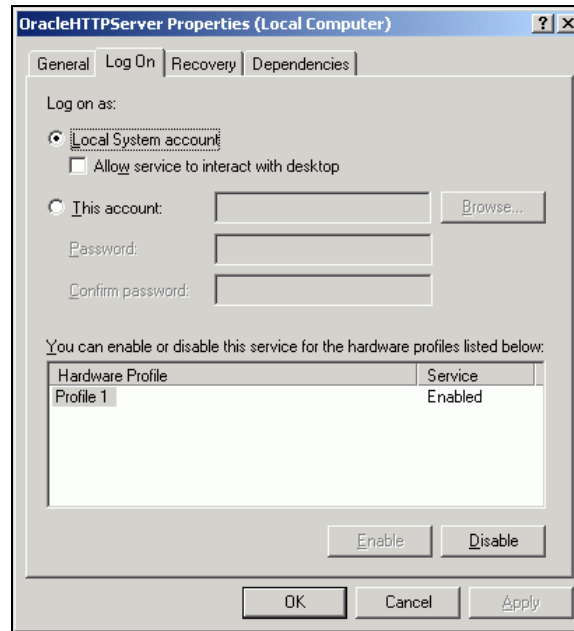 OracleHTTPServer Properties (Local Computer)
General Log On Recovery Dependencies
Log on as:
Local System account
Allow service to interact with desktop
This account: Browse...
Password:
Confirm password:
You can enable or disable this service for the hardware profiles listed below:
Hardware Profile Service
Profile 1 Enabled
Enable Disable
OK Cancel Apply